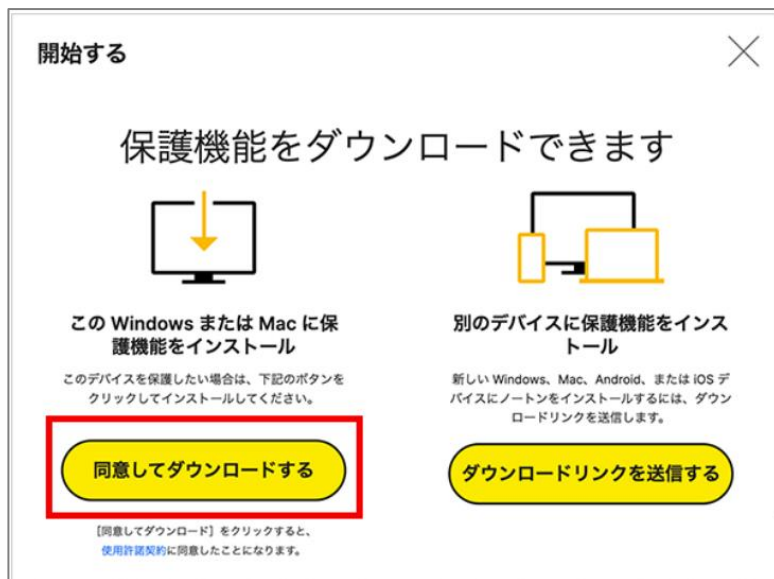 開始する
保護機能をダウンロードできます
この Windows または Mac に保
護機能をインストール
このデバイスを保護したい場合は、下記のボタンを
クリックしてインストールしてください。
同意してダウンロードする
［同意してダウンロード］をクリックすると、
使用許諾契約に同意したことになります。
別のデバイスに保護機能をインス
トール
新しい Windows、Mac、Android、または iOS デ
バイスにノートンをインストールするには、ダウン
ロードリンクを送信します。
ダウンロードリンクを送信する